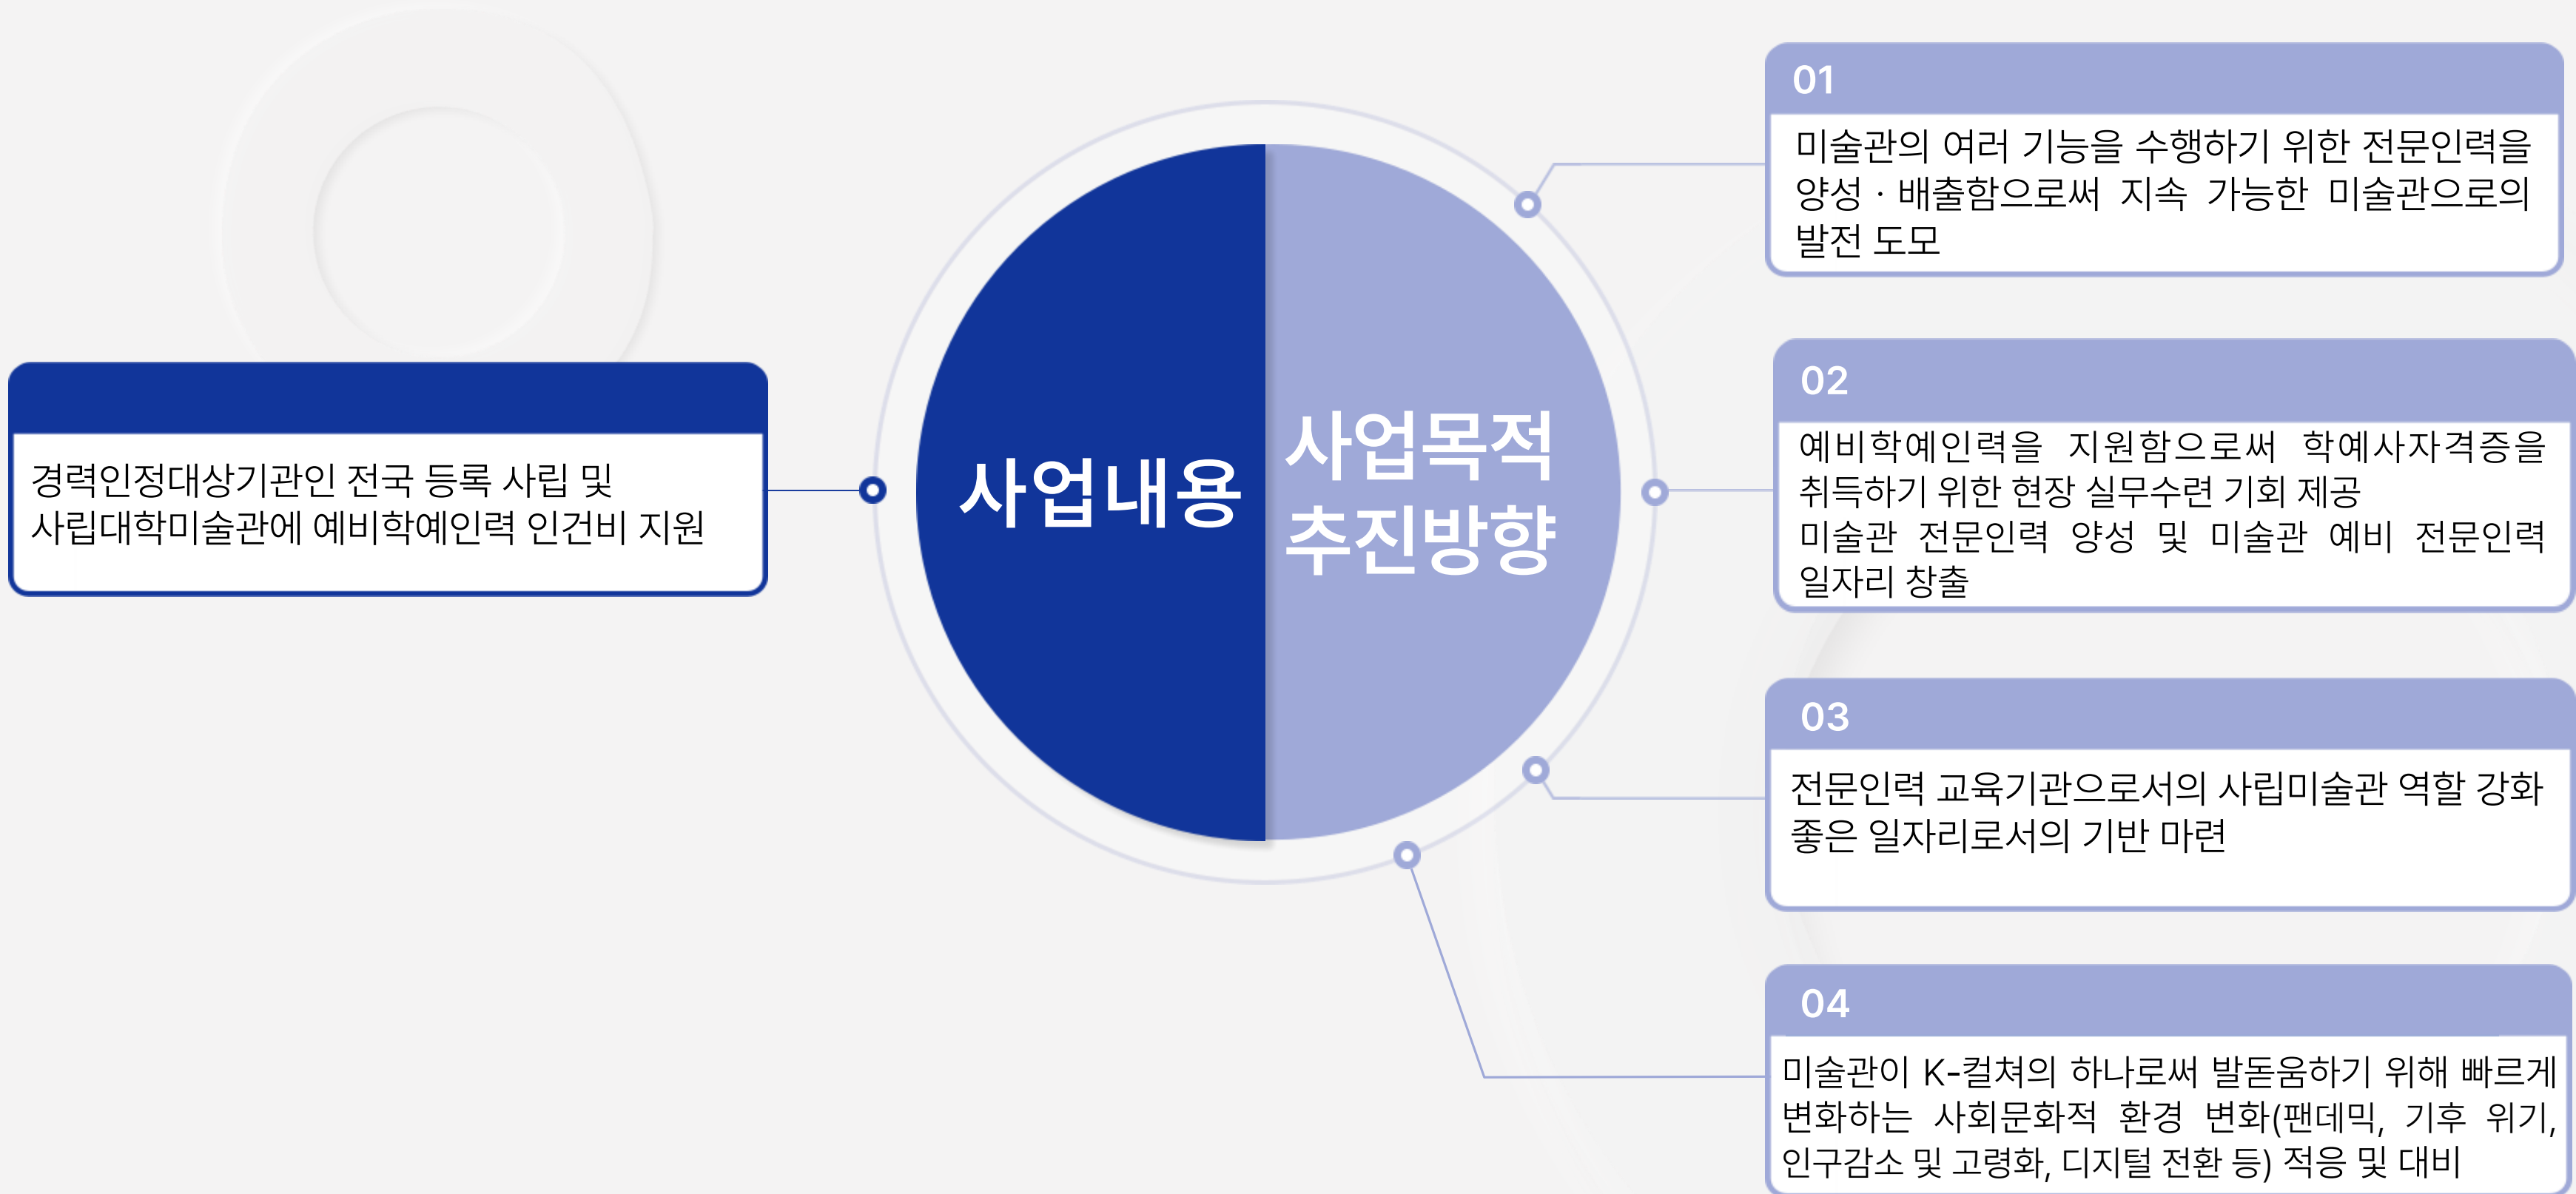 경력인정대상기관인 전국 등록 사립 및
사립대학미술관에 예비학예인력 인건비 지원
사업내용
사업목적
추진방향
01
미술관의 여러 기능을 수행하기 위한 전문인력을
양성 · 배출함으로써 지속 가능한 미술관으로의
발전 도모
02
예비학예인력을 지원함으로써 학예사자격증을
취득하기 위한 현장 실무수련 기회 제공
미술관 전문인력 양성 및 미술관 예비 전문인력
일자리 창출
03
전문인력 교육기관으로서의 사립미술관 역할 강화
좋은 일자리로서의 기반 마련
04
미술관이 K-컬쳐의 하나로써 발돋움하기 위해 빠르게
변화하는 사회문화적 환경 변화(팬데믹, 기후 위기,
인구감소 및 고령화, 디지털 전환 등) 적응 및 대비